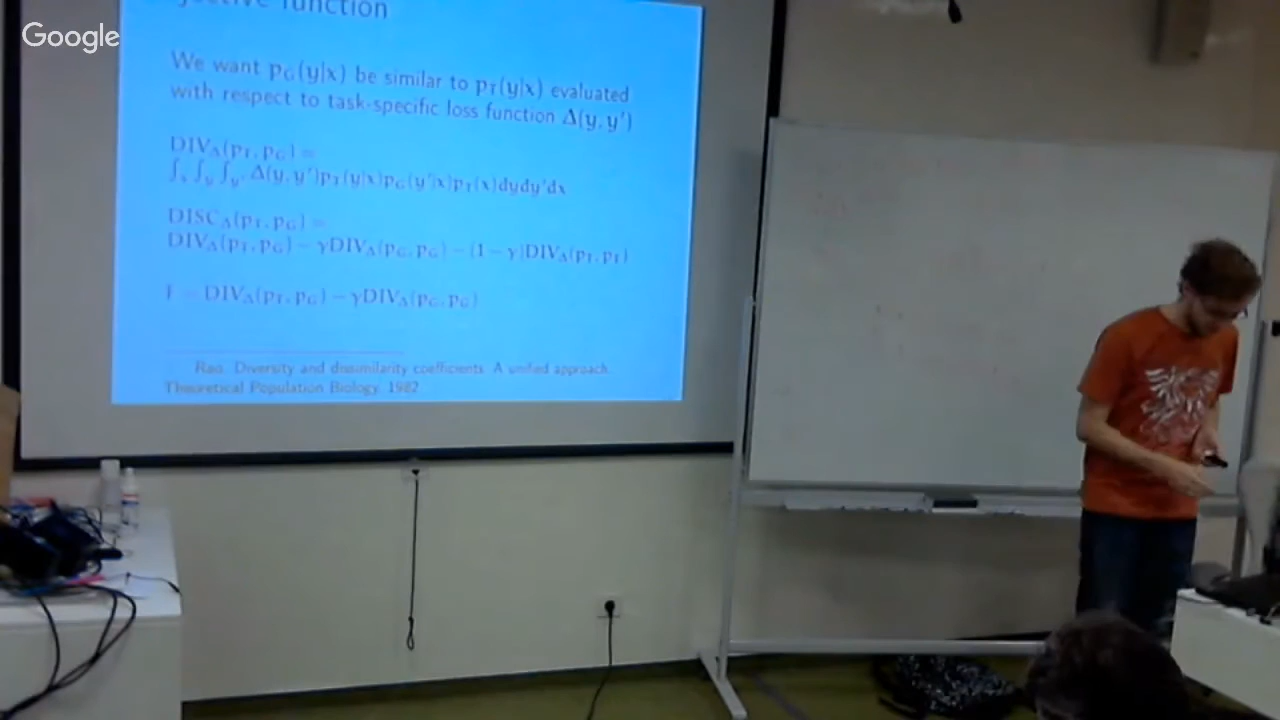 Google
jective function
We want p_G(y|x) be similar to p_T(y|x) evaluated
with respect to task-specific loss function Δ(y, y′)
DIV_Δ(p_T, p_G) =
∫_x ∫_y ∫_y′ Δ(y, y′)p_T(y|x)p_G(y′|x)p_T(x)dydy′dx
DISC_Δ(p_T, p_G) =
DIV_Δ(p_T, p_G) − γDIV_Δ(p_G, p_G) − (1 − γ)DIV_Δ(p_T, p_T)
F = DIV_Δ(p_T, p_G) − γDIV_Δ(p_G, p_G)
Rao. Diversity and dissimilarity coefficients. A unified approach.
Theoretical Population Biology, 1982